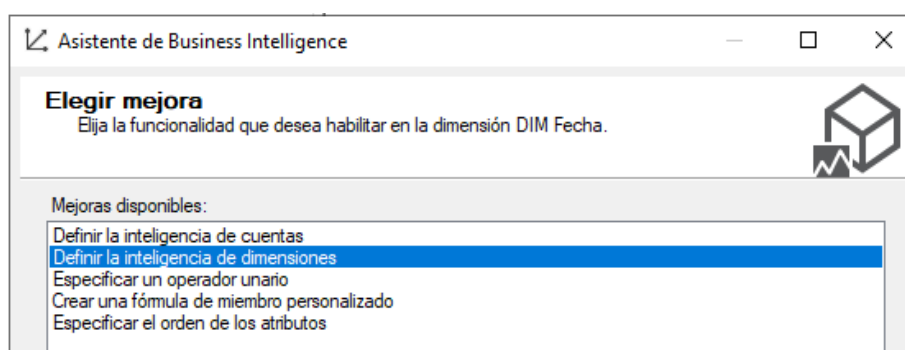 Asistente de Business Intelligence
Elegir mejora
Elija la funcionalidad que desea habilitar en la dimensión DIM Fecha.
Mejoras disponibles:
Definir la inteligencia de cuentas
Definir la inteligencia de dimensiones
Especificar un operador unario
Crear una fórmula de miembro personalizado
Especificar el orden de los atributos